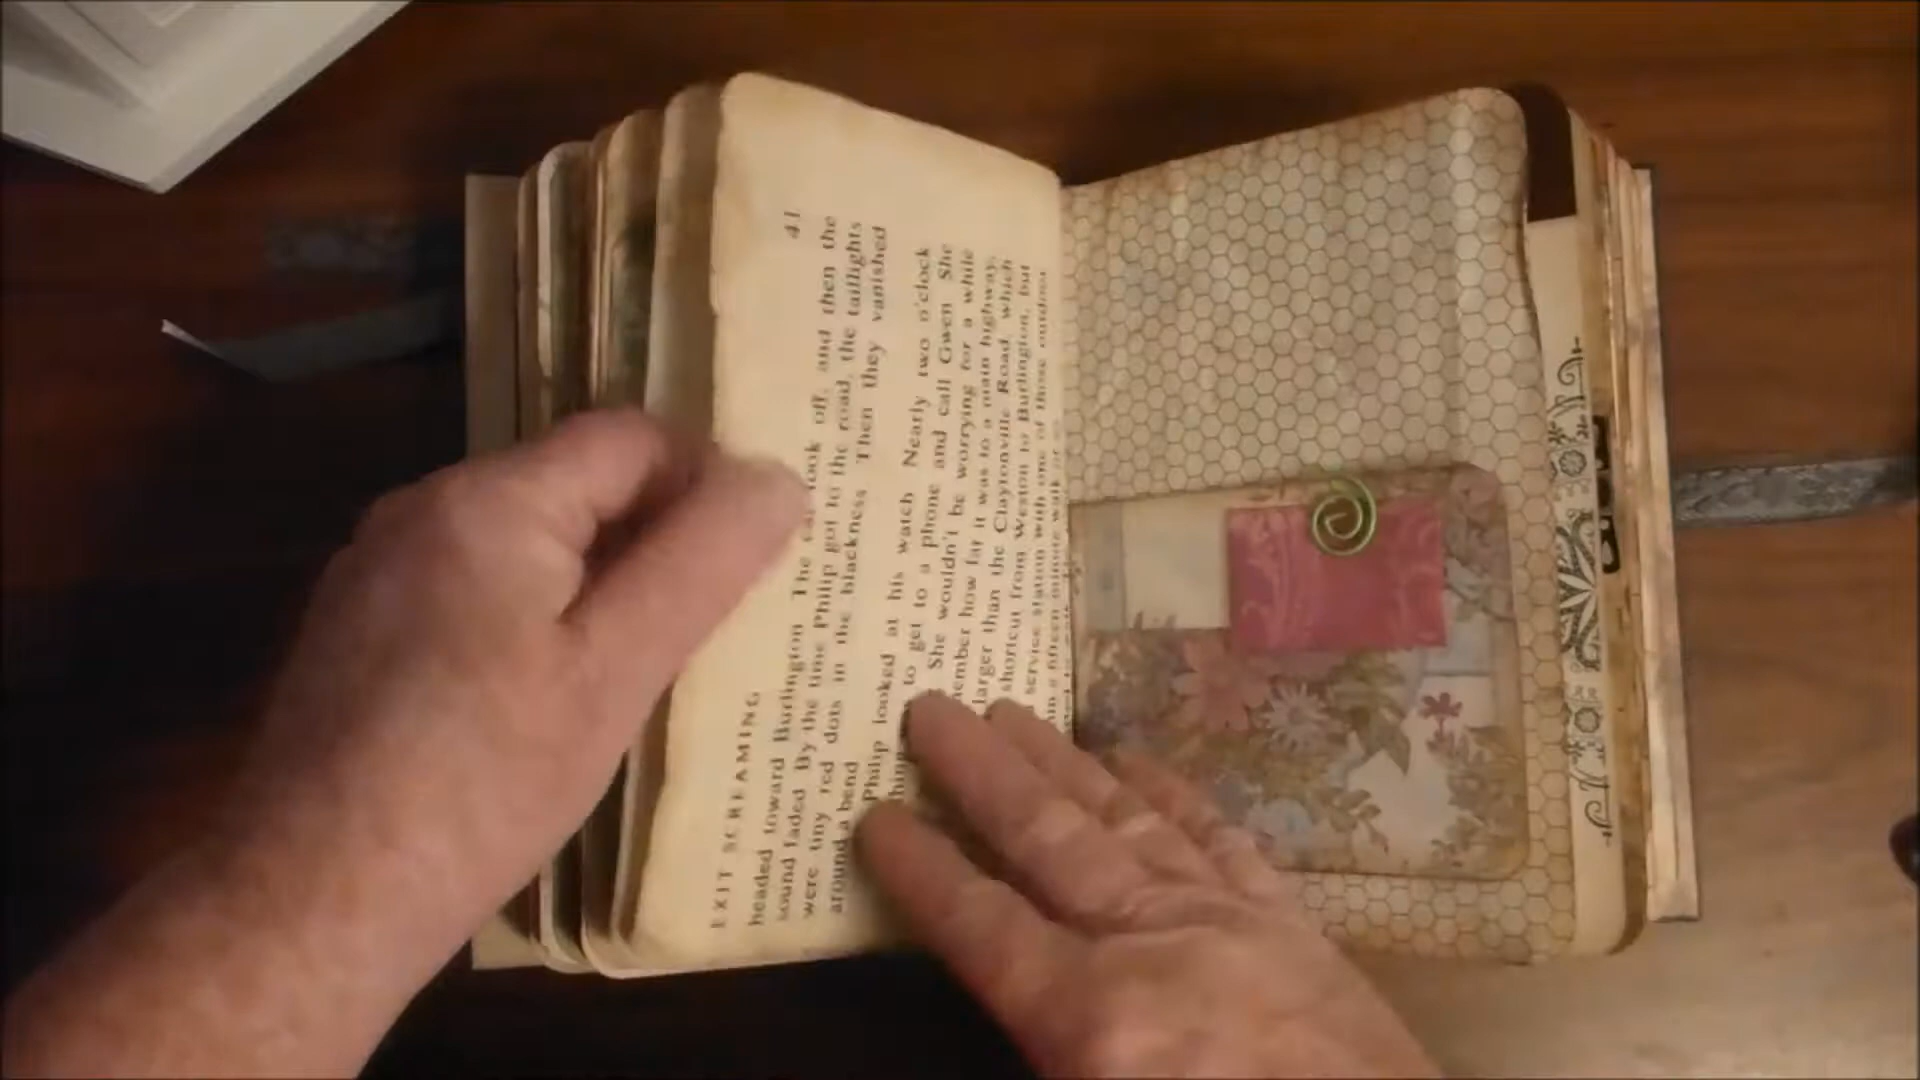 EXIT SCREAMING 41
headed toward Burlington The car took off, and then the
sound faded By the time Philip got to the road, the taillights
were tiny red dots in the blackness Then they vanished
around a bend
Philip looked at his watch Nearly two o'clock
to get to a phone and call Gwen She
She wouldn't be worrying for a while
how far it was to a main highway,
larger than the Claytonville Road, which
shortcut from Weston to Burlington, but
service station with one of those outdoor
a fifteen minute walk